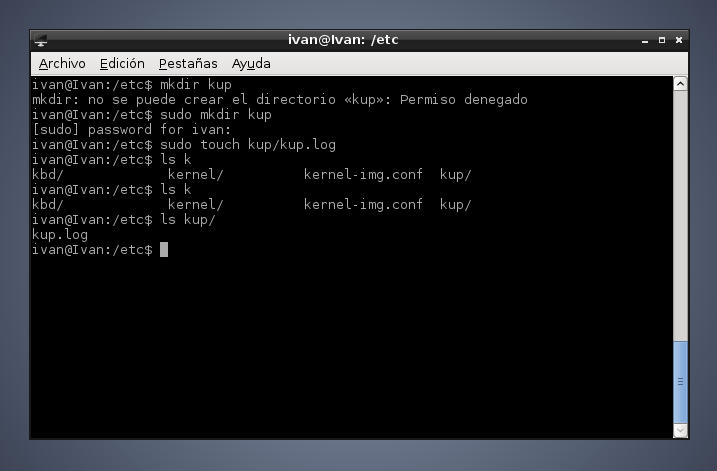 ivan@Ivan: /etc
Archivo Edición Pestañas Ayuda
ivan@Ivan:/etc$ mkdir kup
mkdir: no se puede crear el directorio «kup»: Permiso denegado
ivan@Ivan:/etc$ sudo mkdir kup
[sudo] password for ivan:
ivan@Ivan:/etc$ sudo touch kup/kup.log
ivan@Ivan:/etc$ ls k
kbd/             kernel/          kernel-img.conf  kup/
ivan@Ivan:/etc$ ls k
kbd/             kernel/          kernel-img.conf  kup/
ivan@Ivan:/etc$ ls kup/
kup.log
ivan@Ivan:/etc$